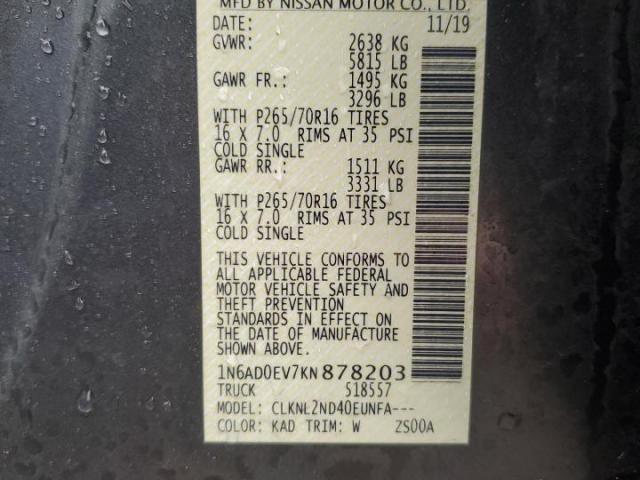 MFD BY NISSAN MOTOR CO., LTD.
DATE: 11/19
GVWR: 2638 KG
5815 LB
GAWR FR.: 1495 KG
3296 LB
WITH P265/70R16 TIRES
16 X 7.0 RIMS AT 35 PSI
COLD SINGLE
GAWR RR.: 1511 KG
3331 LB
WITH P265/70R16 TIRES
16 X 7.0 RIMS AT 35 PSI
COLD SINGLE
THIS VEHICLE CONFORMS TO
ALL APPLICABLE FEDERAL
MOTOR VEHICLE SAFETY AND
THEFT PREVENTION
STANDARDS IN EFFECT ON
THE DATE OF MANUFACTURE
SHOWN ABOVE.
1N6AD0EV7KN878203
TRUCK 518557
MODEL: CLKNL2ND40EUNFA---
COLOR: KAD TRIM: W ZS00A